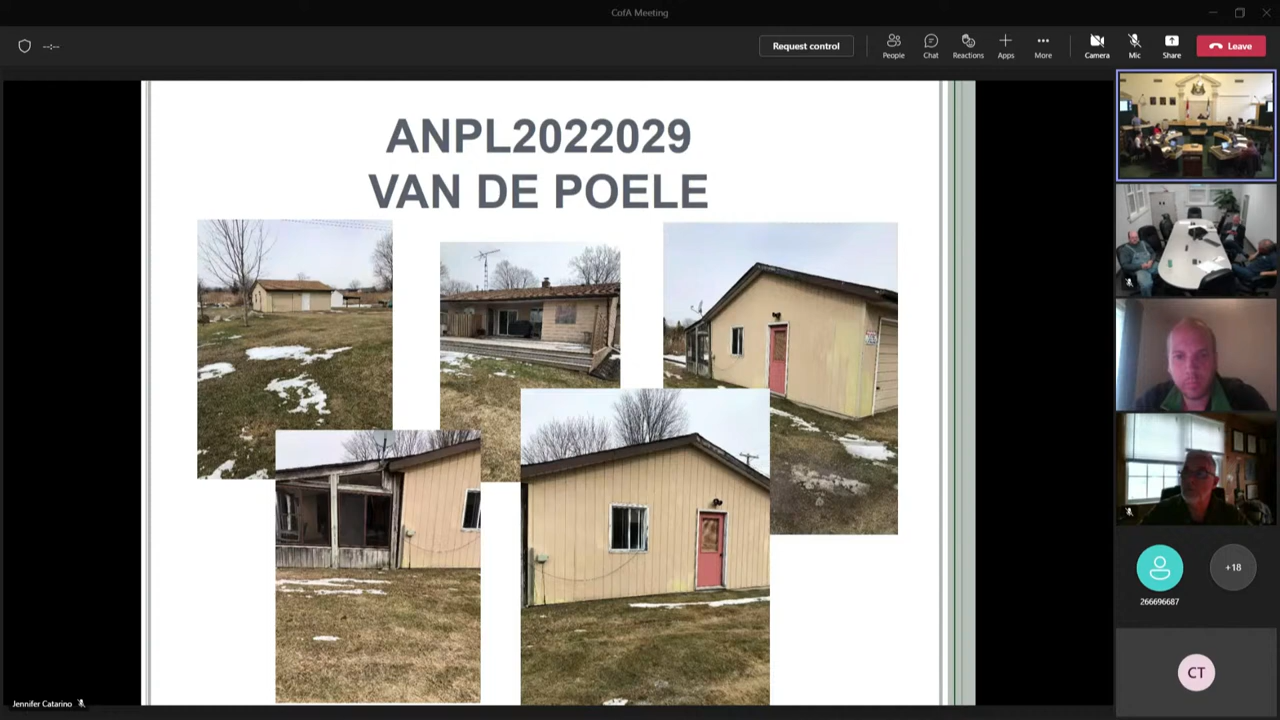 CofA Meeting
--:--
Request control
People
Chat
Reactions
Apps
More
Camera
Mic
Share
Leave
ANPL2022029
VAN DE POELE
266696687
+18
CT
Jennifer Catarino